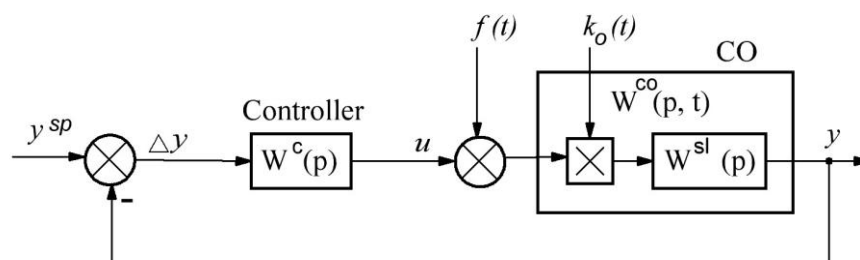 f(t)
k_o(t)
CO
W^co(p, t)
Controller
y^sp
△y
W^c(p)
u
W^sl (p)
y
-